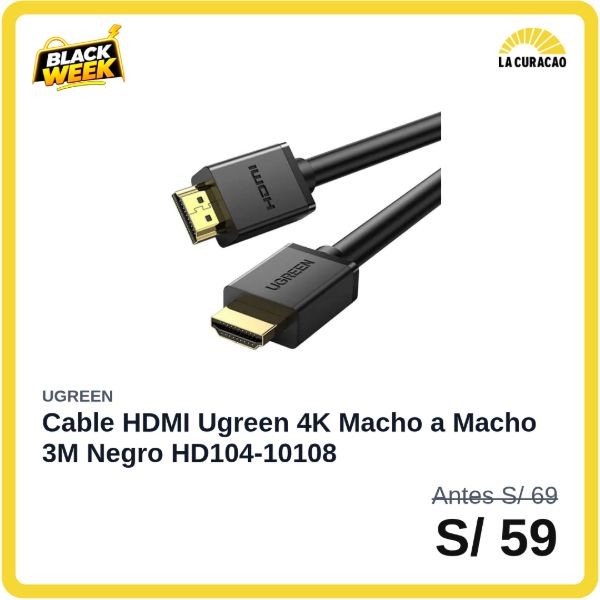 BLACK
WEEK
LA CURACAO
HDMI
UGREEN
UGREEN
Cable HDMI Ugreen 4K Macho a Macho
3M Negro HD104-10108
Antes S/ 69
S/ 59